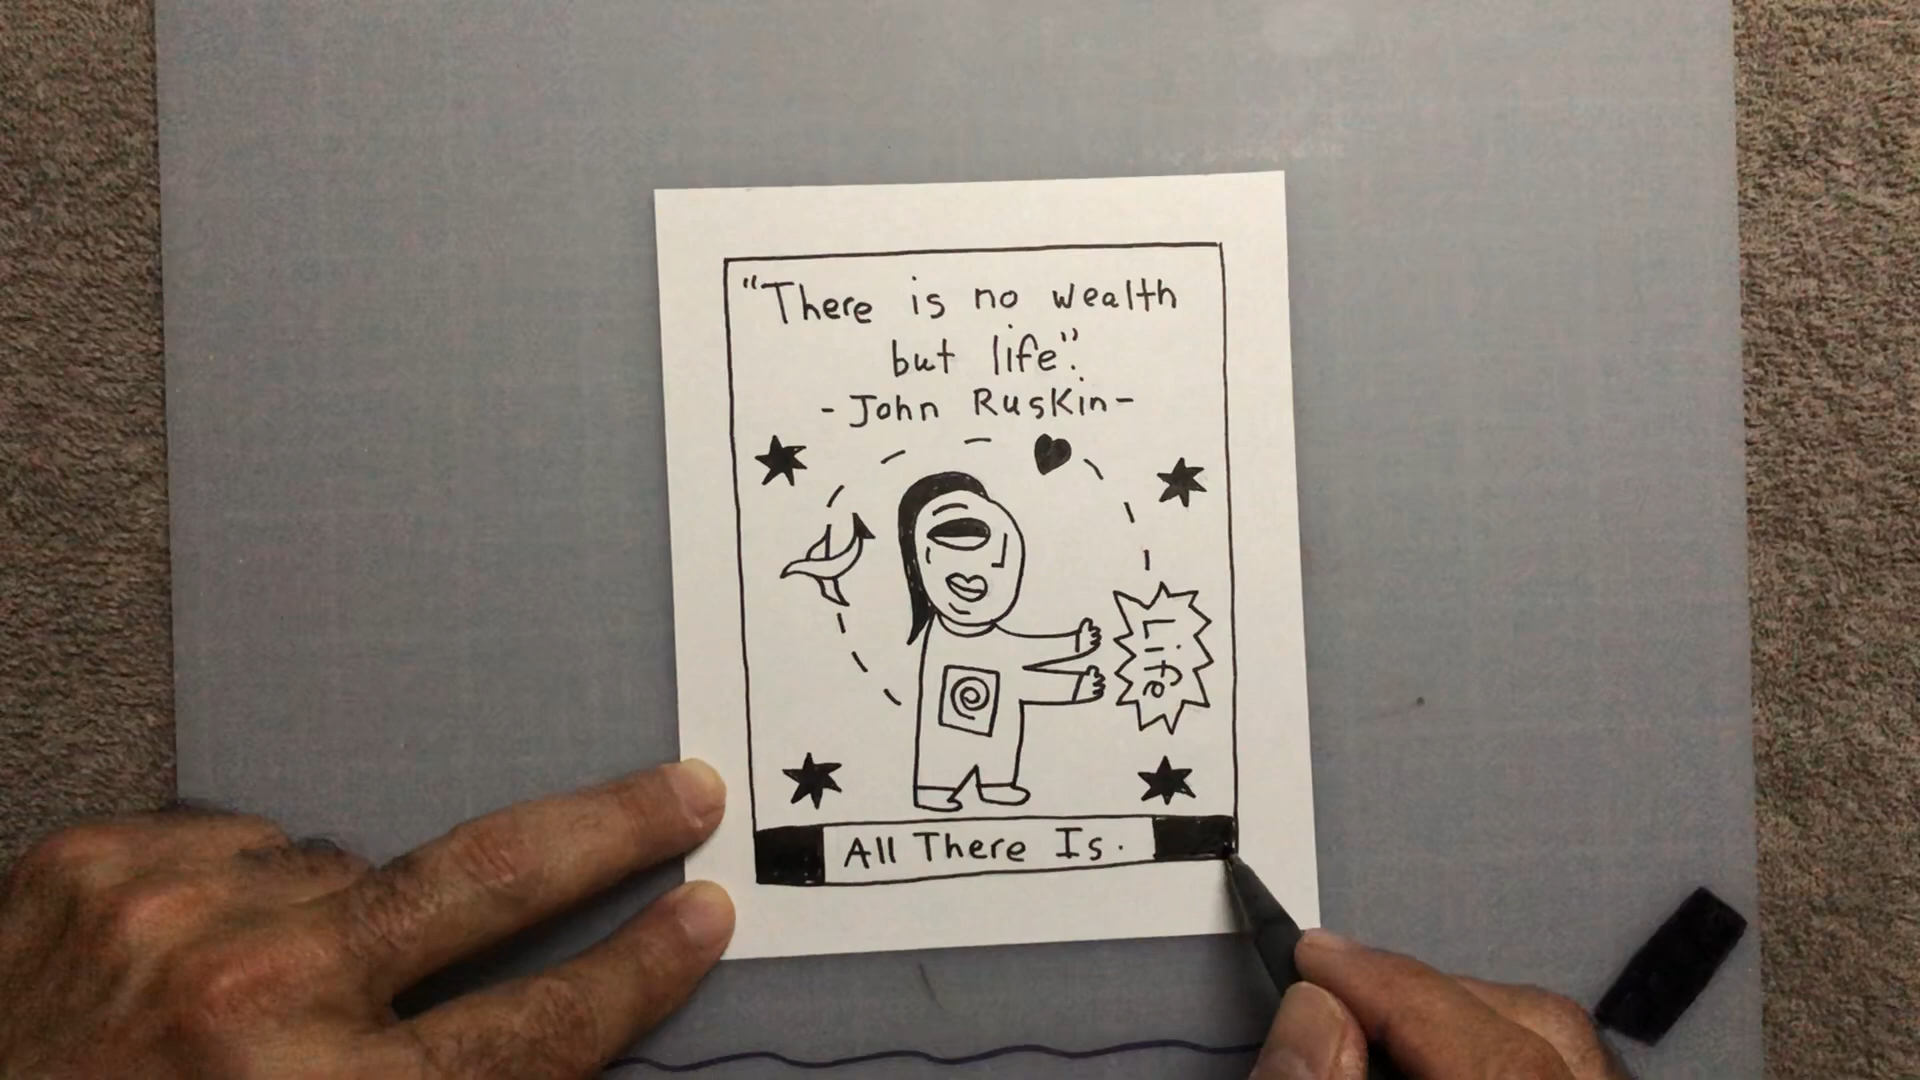 "There is no wealth
but life".
-John Ruskin-
Life
All There Is.